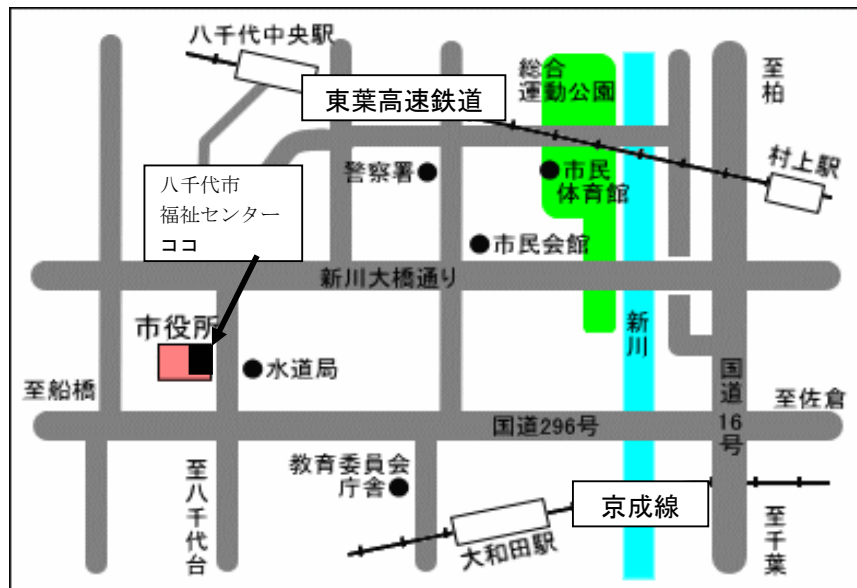 八千代中央駅
総合
運動公園
至柏
東葉高速鉄道
村上駅
警察署
市民
体育館
八千代市
福祉センター
ココ
市民会館
新川大橋通り
市役所
新川
水道局
国道16号
至船橋
至佐倉
国道296号
至八千代台
教育委員会
庁舎
京成線
大和田駅
至千葉